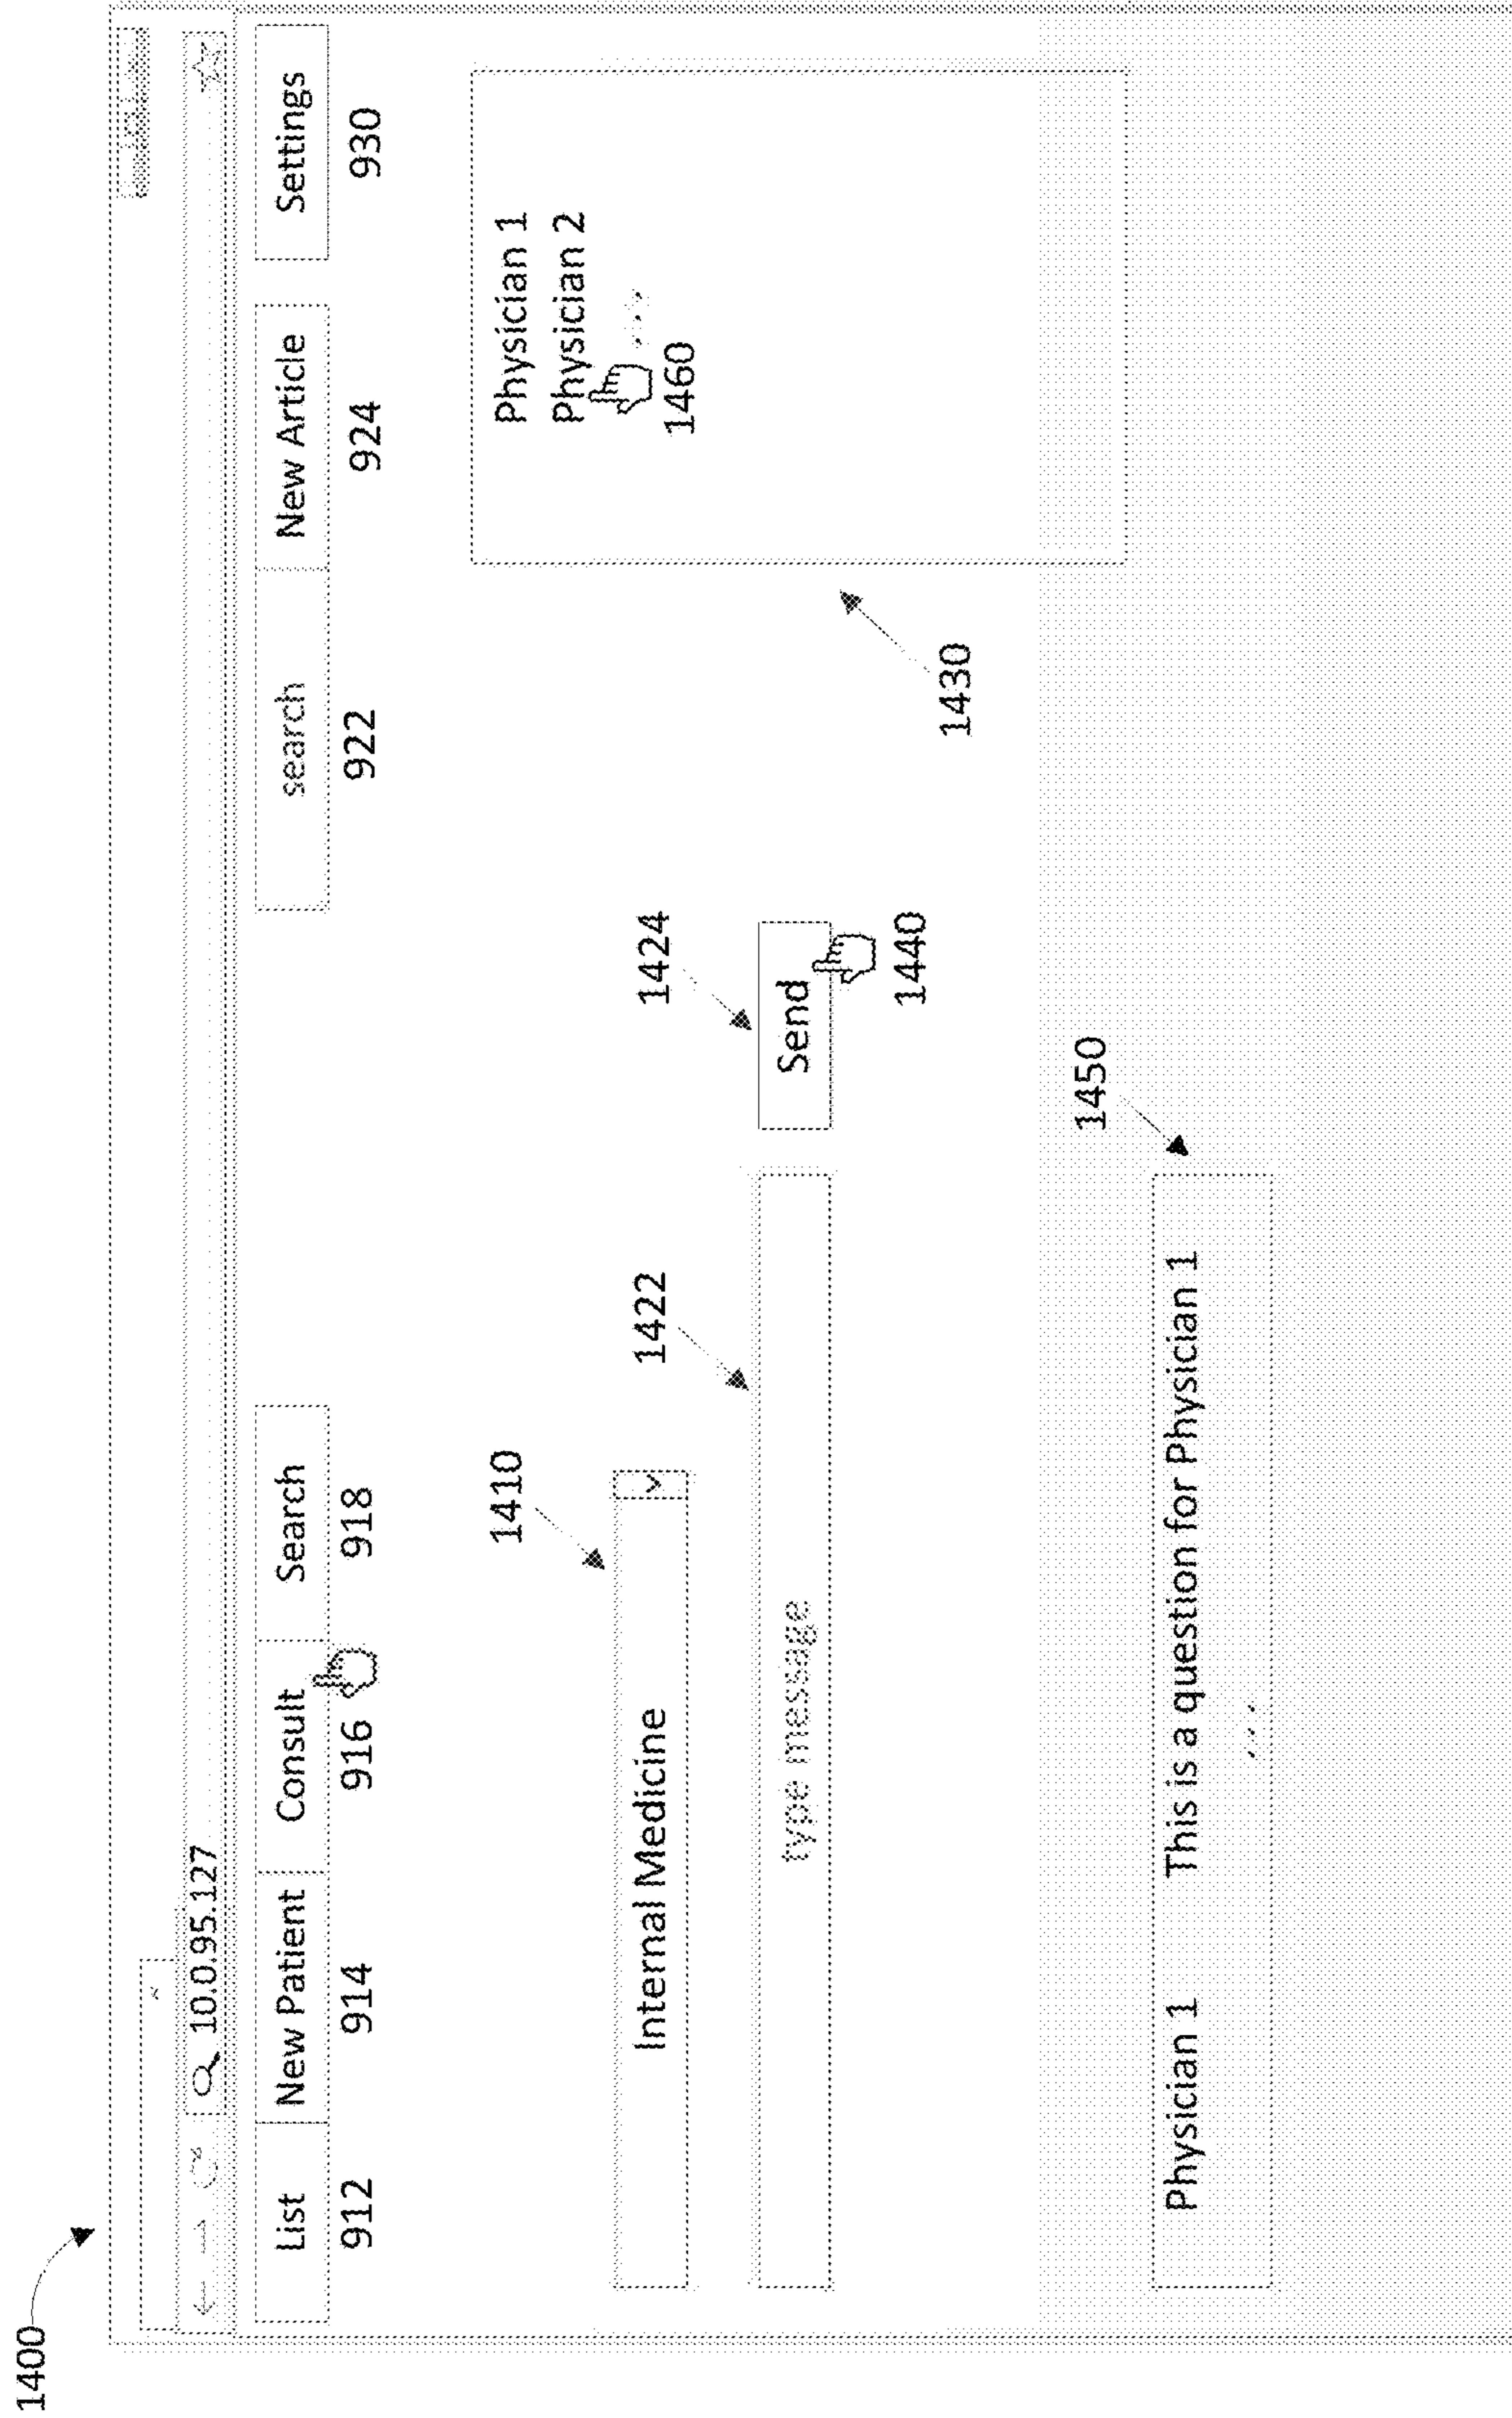 1400
10.0.95.127
List New Patient Consult Search search New Article Settings
912 914 916 918 922 924 930
1410
Internal Medicine
1422
type message
1424
Send
1440
Physician 1
Physician 2
...
1460
1430
1450
Physician 1 This is a question for Physician 1
...